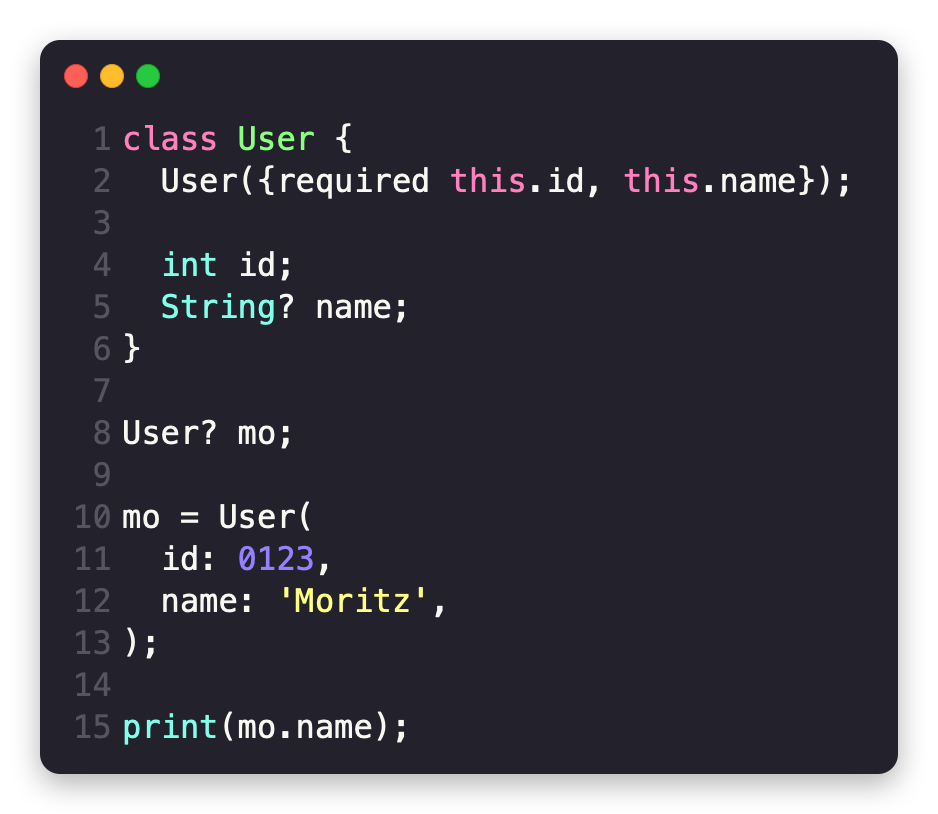 1 class User {
2   User({required this.id, this.name});
3
4   int id;
5   String? name;
6 }
7
8 User? mo;
9
10 mo = User(
11   id: 0123,
12   name: 'Moritz',
13 );
14
15 print(mo.name);